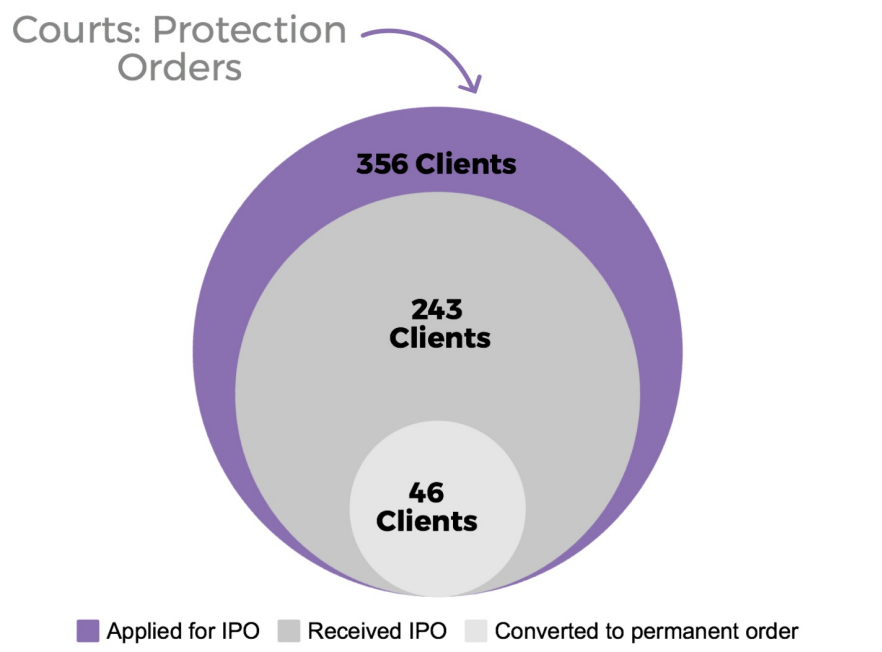 Courts: Protection
Orders
356 Clients
243
Clients
46
Clients
Applied for IPO
Received IPO
Converted to permanent order